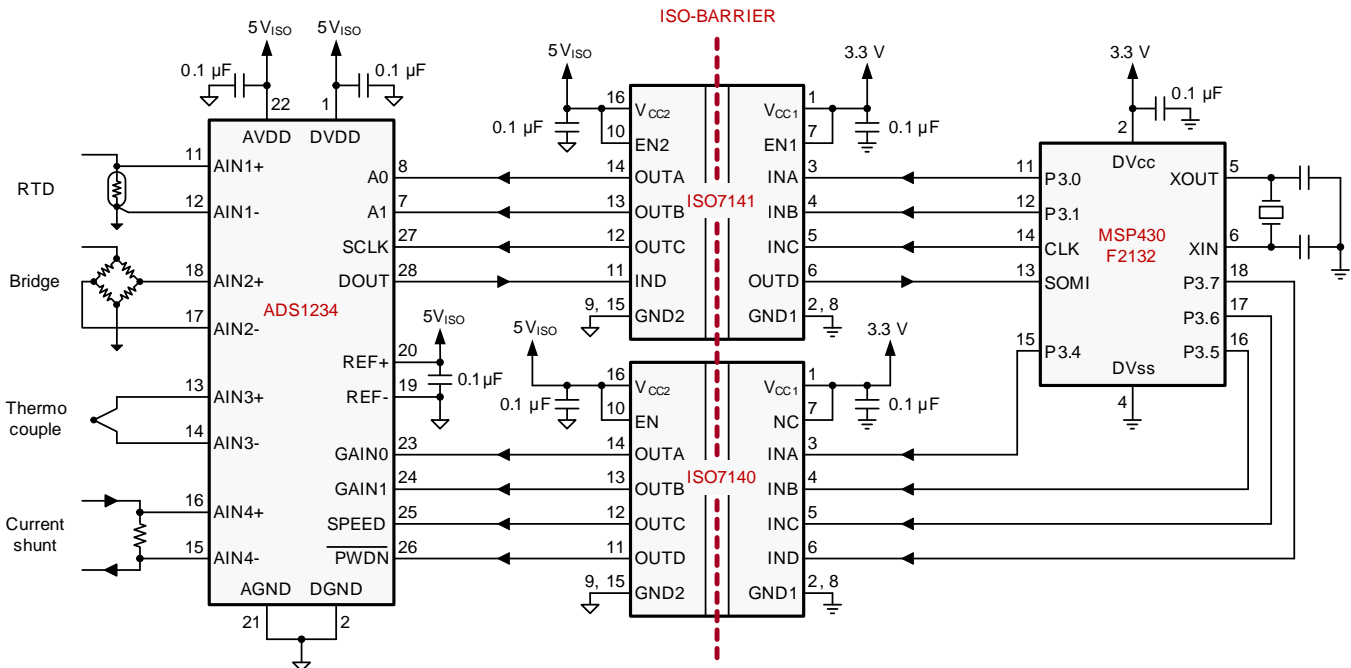 ISO-BARRIER
5VISO
5VISO
0.1 µF
0.1 µF
22
1
AVDD
DVDD
11
AIN1+
RTD
12
AIN1-
18
AIN2+
Bridge
17
AIN2-
13
AIN3+
Thermo
couple
14
AIN3-
16
AIN4+
Current
shunt
15
AIN4-
ADS1234
A0
8
A1
7
SCLK
27
DOUT
28
5VISO
REF+
20
0.1 µF
REF-
19
GAIN0
23
GAIN1
24
SPEED
25
PWDN
26
AGND
DGND
21
2
5VISO
0.1 µF
16
VCC2
10
EN2
14
OUTA
13
OUTB
12
OUTC
11
IND
9, 15
GND2
ISO7141
3.3 V
VCC1
1
0.1 µF
EN1
7
INA
3
INB
4
INC
5
OUTD
6
GND1
2, 8
5VISO
0.1 µF
16
VCC2
10
EN
14
OUTA
13
OUTB
12
OUTC
11
OUTD
9, 15
GND2
ISO7140
3.3 V
VCC1
1
0.1 µF
NC
7
INA
3
INB
4
INC
5
IND
6
GND1
2, 8
3.3 V
0.1 µF
2
DVcc
11
P3.0
12
P3.1
14
CLK
13
SOMI
15
P3.4
MSP430
F2132
XOUT
5
XIN
6
P3.7
18
P3.6
17
P3.5
16
DVss
4